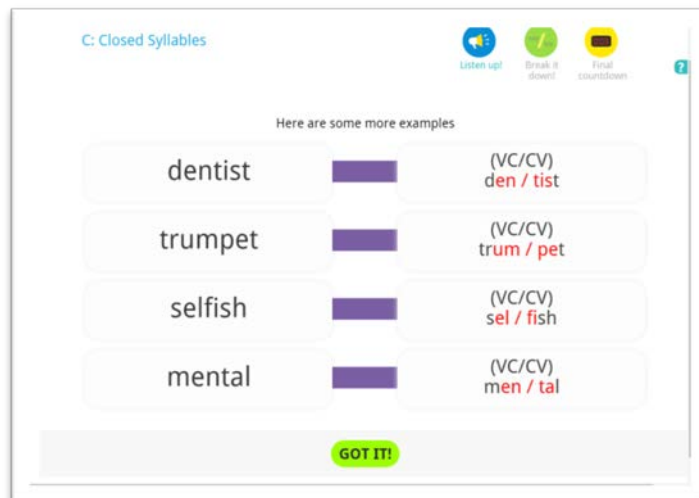 C: Closed Syllables
Listen up!
Break it
down!
Final
countdown
?
Here are some more examples
dentist
(VC/CV)
den / tist
trumpet
(VC/CV)
trum / pet
selfish
(VC/CV)
sel / fish
mental
(VC/CV)
men / tal
GOT IT!